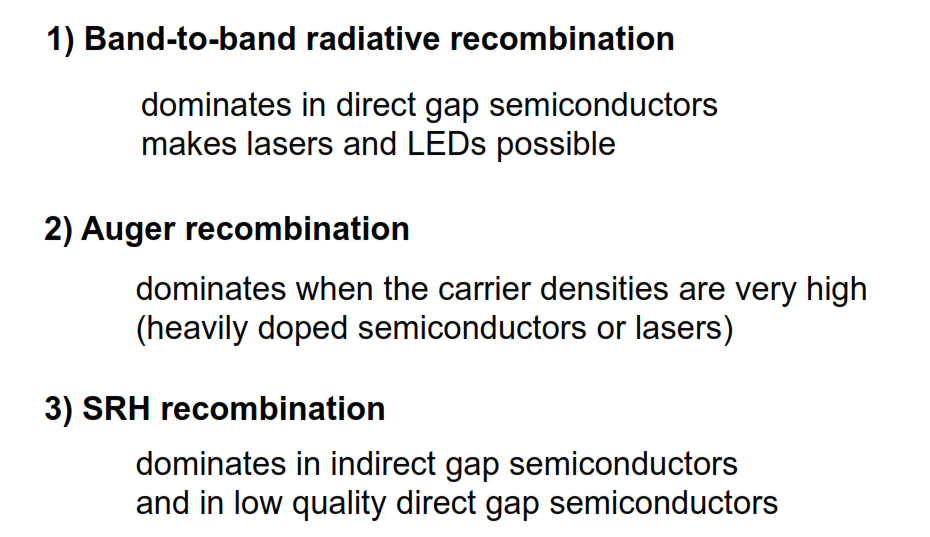 1) Band-to-band radiative recombination
dominates in direct gap semiconductors
makes lasers and LEDs possible
2) Auger recombination
dominates when the carrier densities are very high
(heavily doped semiconductors or lasers)
3) SRH recombination
dominates in indirect gap semiconductors
and in low quality direct gap semiconductors